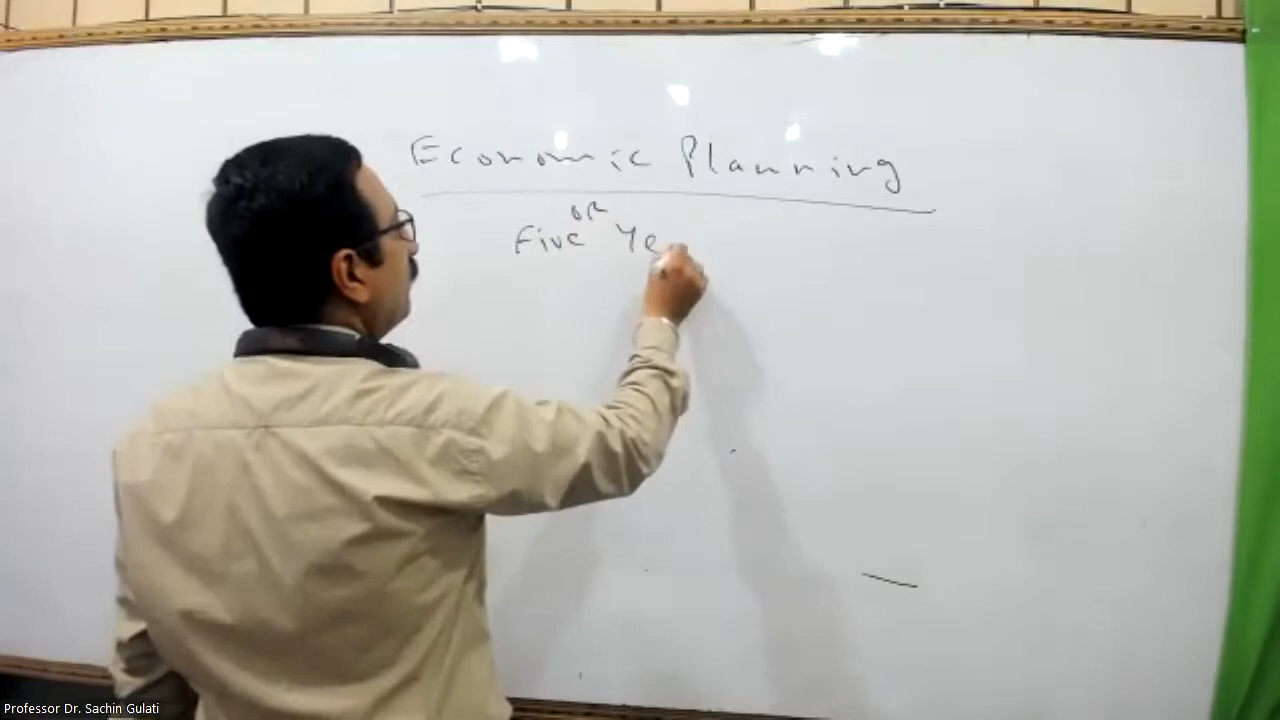 Economic Planning
OR
Five Ye
Professor Dr. Sachin Gulati